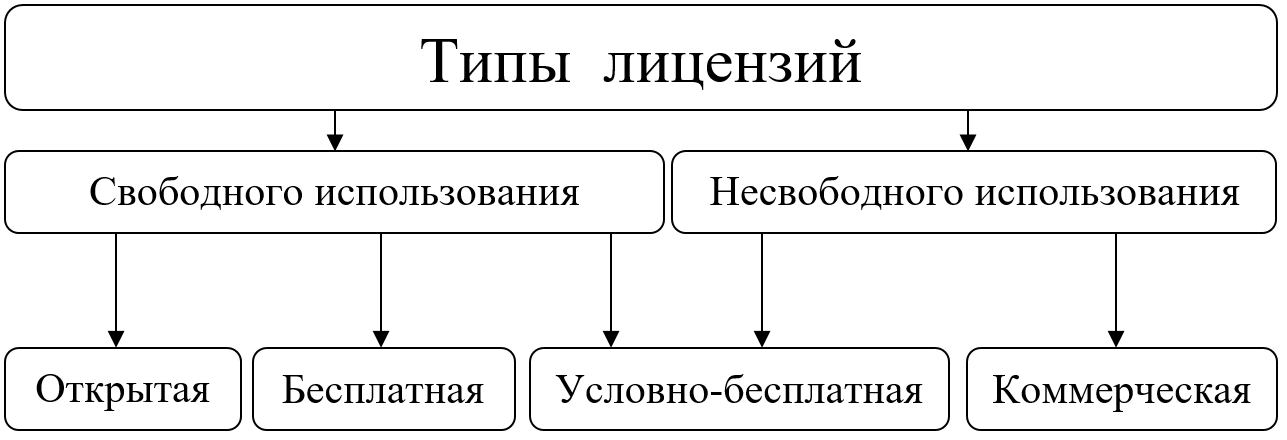 Типы лицензий
Свободного использования
Несвободного использования
Открытая
Бесплатная
Условно-бесплатная
Коммерческая